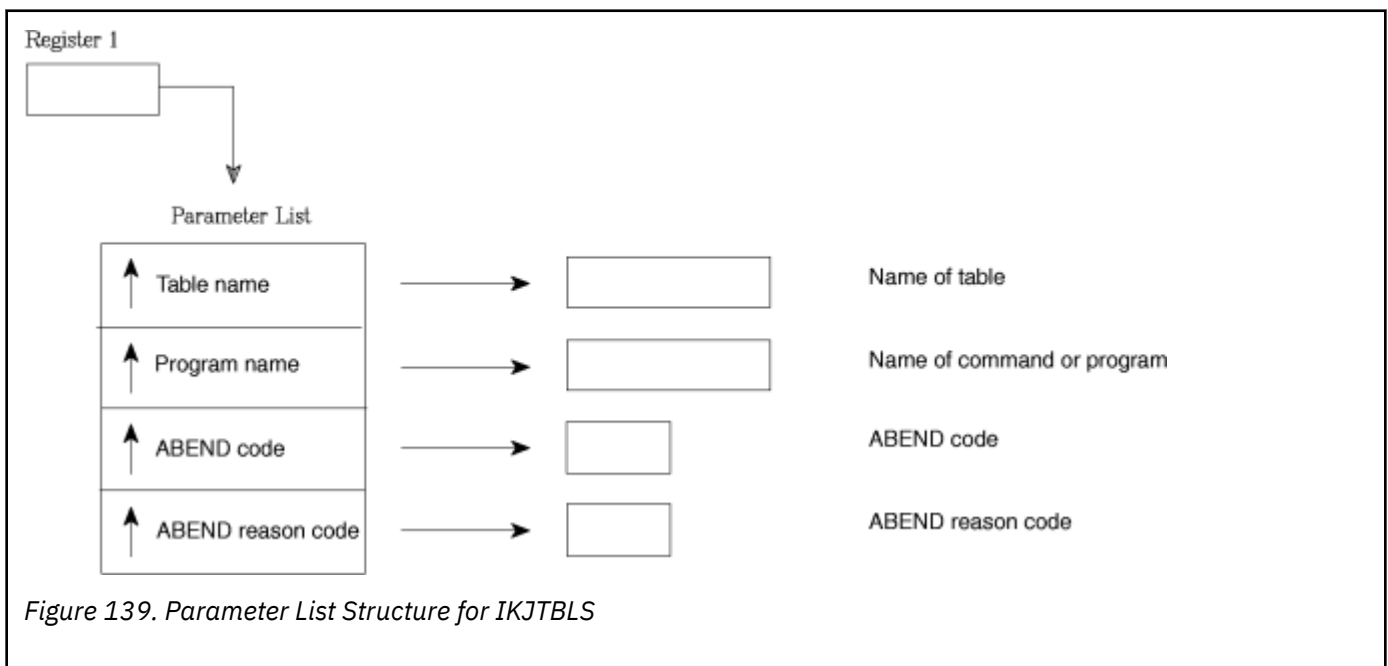 Register 1
Parameter List
Table name
Name of table
Program name
Name of command or program
ABEND code
ABEND code
ABEND reason code
ABEND reason code
Figure 139. Parameter List Structure for IKJTBLS